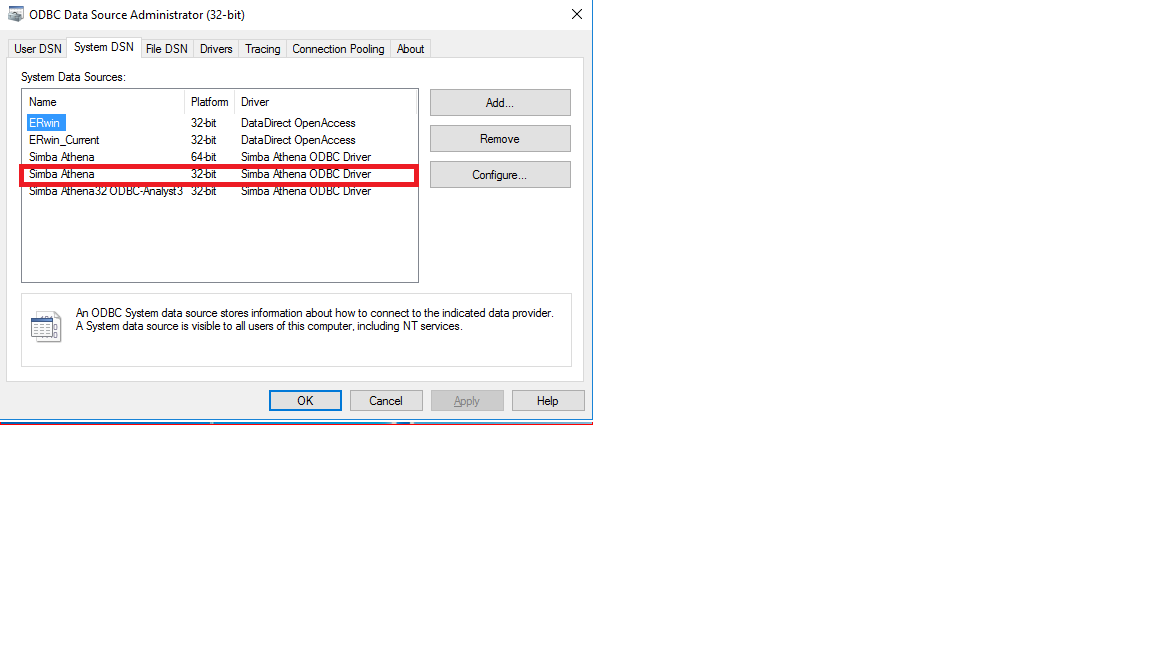 ODBC Data Source Administrator (32-bit)
User DSN System DSN File DSN Drivers Tracing Connection Pooling About
System Data Sources:
Name Platform Driver
ERwin 32-bit DataDirect OpenAccess
ERwin_Current 32-bit DataDirect OpenAccess
Simba Athena 64-bit Simba Athena ODBC Driver
Simba Athena 32-bit Simba Athena ODBC Driver
Simba Athena32 ODBC-Analyst3 32-bit Simba Athena ODBC Driver
Add...
Remove
Configure...
An ODBC System data source stores information about how to connect to the indicated data provider.
A System data source is visible to all users of this computer, including NT services.
OK Cancel Apply Help